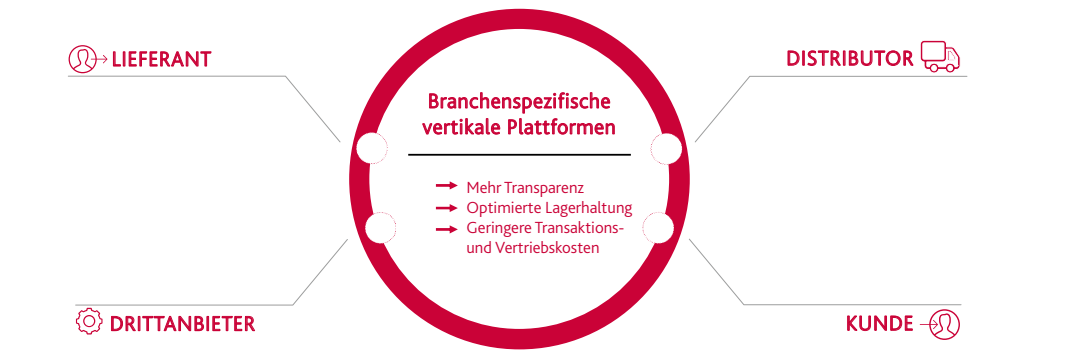 LIEFERANT
DISTRIBUTOR
Branchenspezifische
vertikale Plattformen
Mehr Transparenz
Optimierte Lagerhaltung
Geringere Transaktions-
und Vertriebskosten
DRITTANBIETER
KUNDE